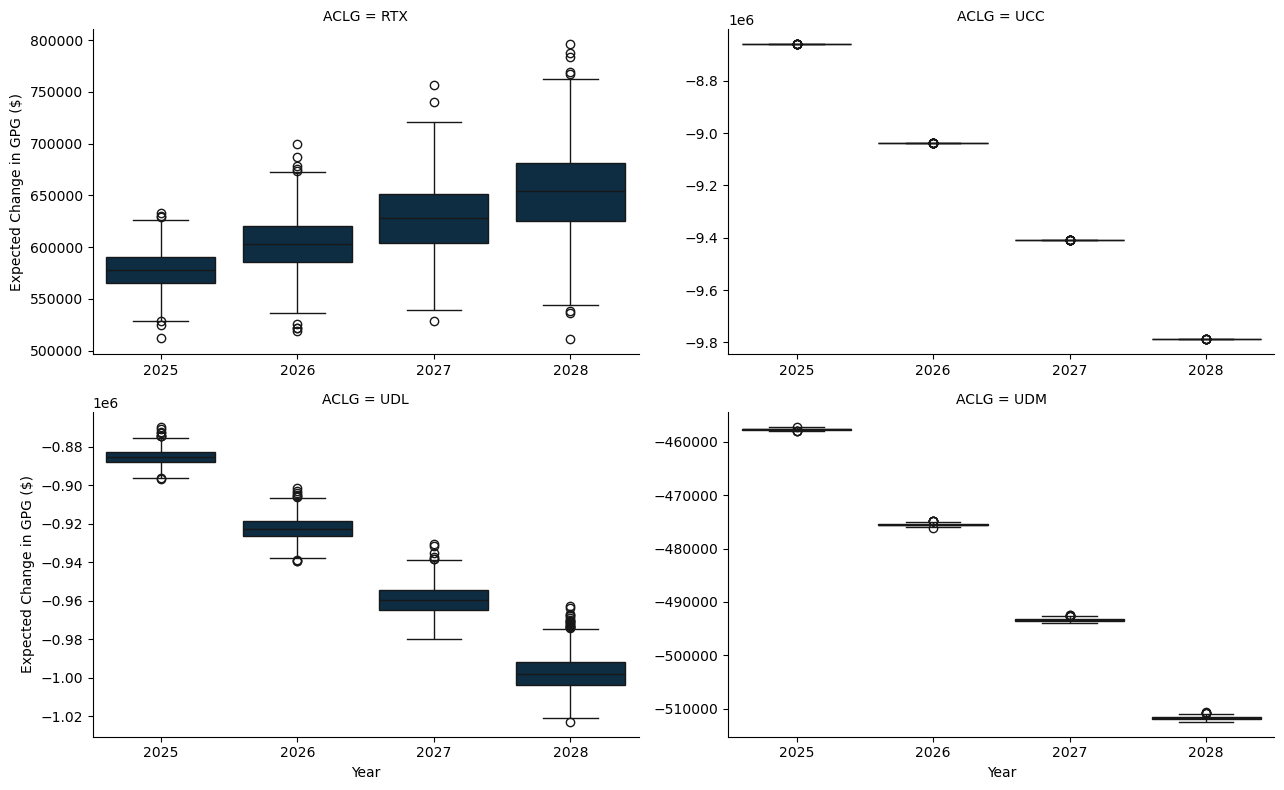 ACLG = RTX
800000
750000
700000
650000
600000
550000
500000
Expected Change in GPG ($)
2025 2026 2027 2028
ACLG = UCC
1e6
−8.8
−9.0
−9.2
−9.4
−9.6
−9.8
2025 2026 2027 2028
ACLG = UDL
1e6
−0.88
−0.90
−0.92
−0.94
−0.96
−0.98
−1.00
−1.02
Expected Change in GPG ($)
2025 2026 2027 2028
Year
ACLG = UDM
−460000
−470000
−480000
−490000
−500000
−510000
2025 2026 2027 2028
Year